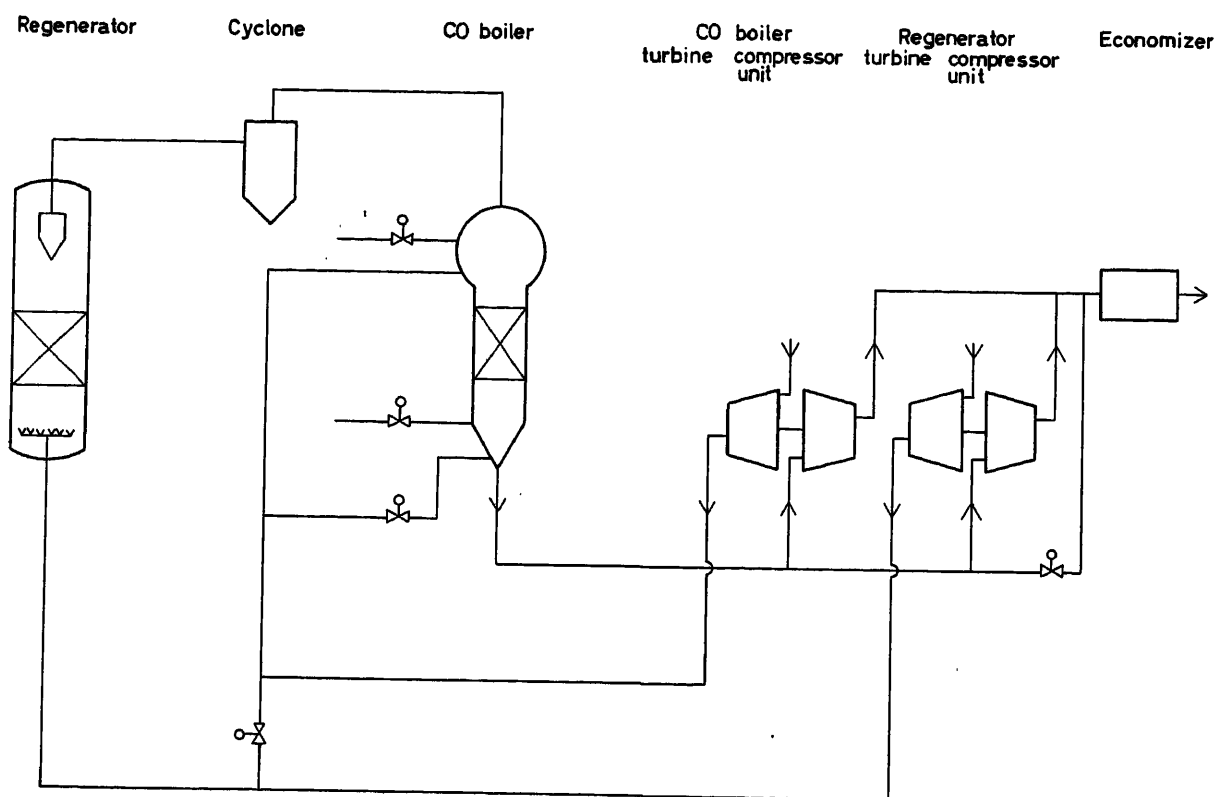 Regenerator
Cyclone
CO boiler
CO boiler
turbine compressor
unit
Regenerator
turbine compressor
unit
Economizer